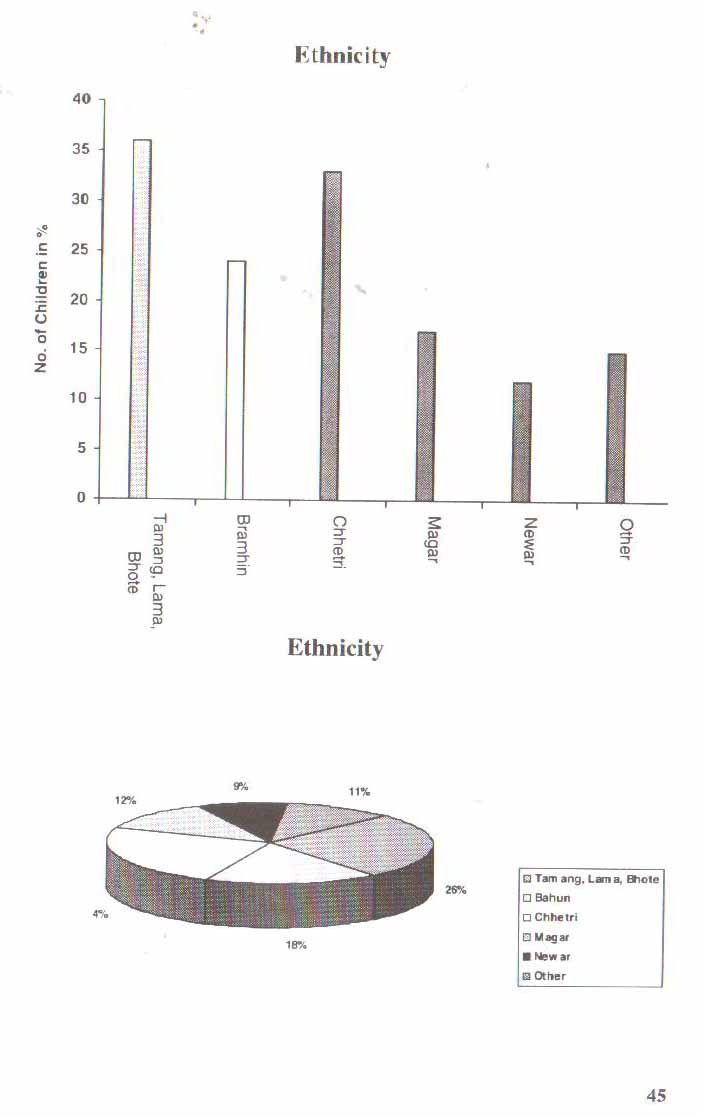 Ethnicity
No. of Children in %
40
35
30
25
20
15
10
5
0
Tamang, Lama,
Bhote
Bramhin
Chhetri
Magar
Newar
Other
Ethnicity
9%
11%
12%
26%
4%
18%
Tamang, Lama, Bhote
Bahun
Chhetri
Magar
Newar
Other
45